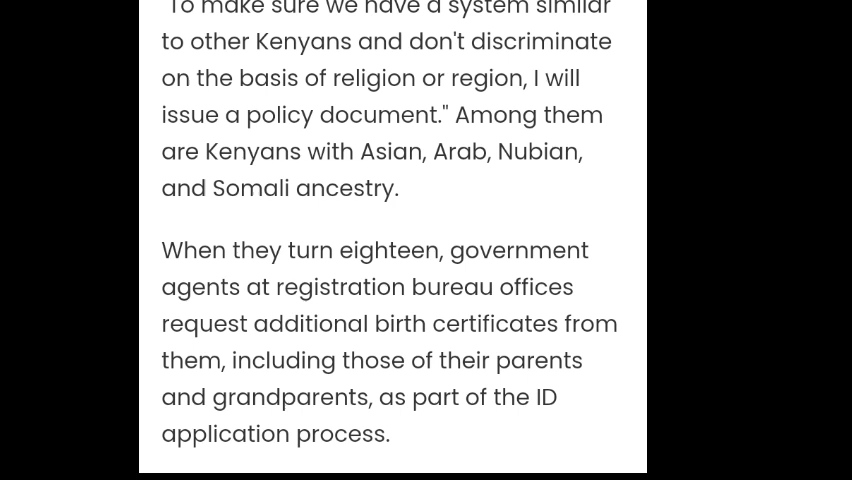 "To make sure we have a system similar
to other Kenyans and don't discriminate
on the basis of religion or region, I will
issue a policy document." Among them
are Kenyans with Asian, Arab, Nubian,
and Somali ancestry.
When they turn eighteen, government
agents at registration bureau offices
request additional birth certificates from
them, including those of their parents
and grandparents, as part of the ID
application process.